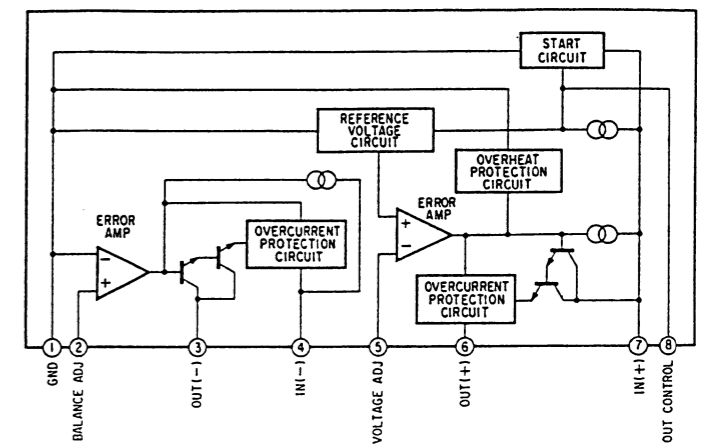 START
CIRCUIT
REFERENCE
VOLTAGE
CIRCUIT
OVERHEAT
PROTECTION
CIRCUIT
ERROR
AMP
+
−
ERROR
AMP
−
+
OVERCURRENT
PROTECTION
CIRCUIT
OVERCURRENT
PROTECTION
CIRCUIT
1
2
3
4
5
6
7
8
GND
BALANCE ADJ
OUT(−)
IN(−)
VOLTAGE ADJ
OUT(+)
IN(+)
OUT CONTROL